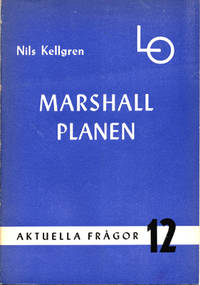 Nils Kellgren
LO
MARSHALL
PLANEN
AKTUELLA FRÅGOR 12